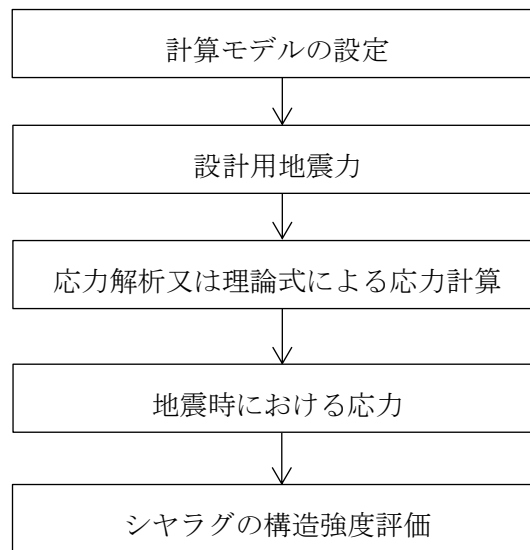 計算モデルの設定
設計用地震力
応力解析又は理論式による応力計算
地震時における応力
シヤラグの構造強度評価